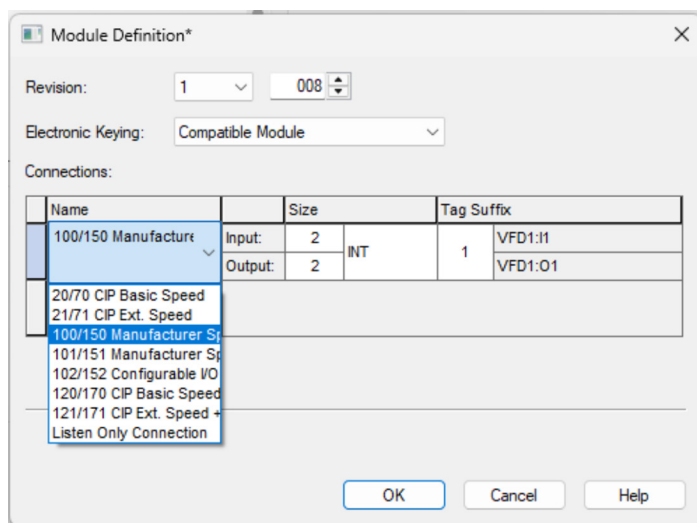 Module Definition*
Revision: 1 008
Electronic Keying: Compatible Module
Connections:
Name Size Tag Suffix
100/150 Manufacture Input: 2 INT 1 VFD1:I1
Output: 2 VFD1:O1
20/70 CIP Basic Speed
21/71 CIP Ext. Speed
100/150 Manufacturer Sp
101/151 Manufacturer Sp
102/152 Configurable I/O
120/170 CIP Basic Speed
121/171 CIP Ext. Speed +
Listen Only Connection
OK Cancel Help